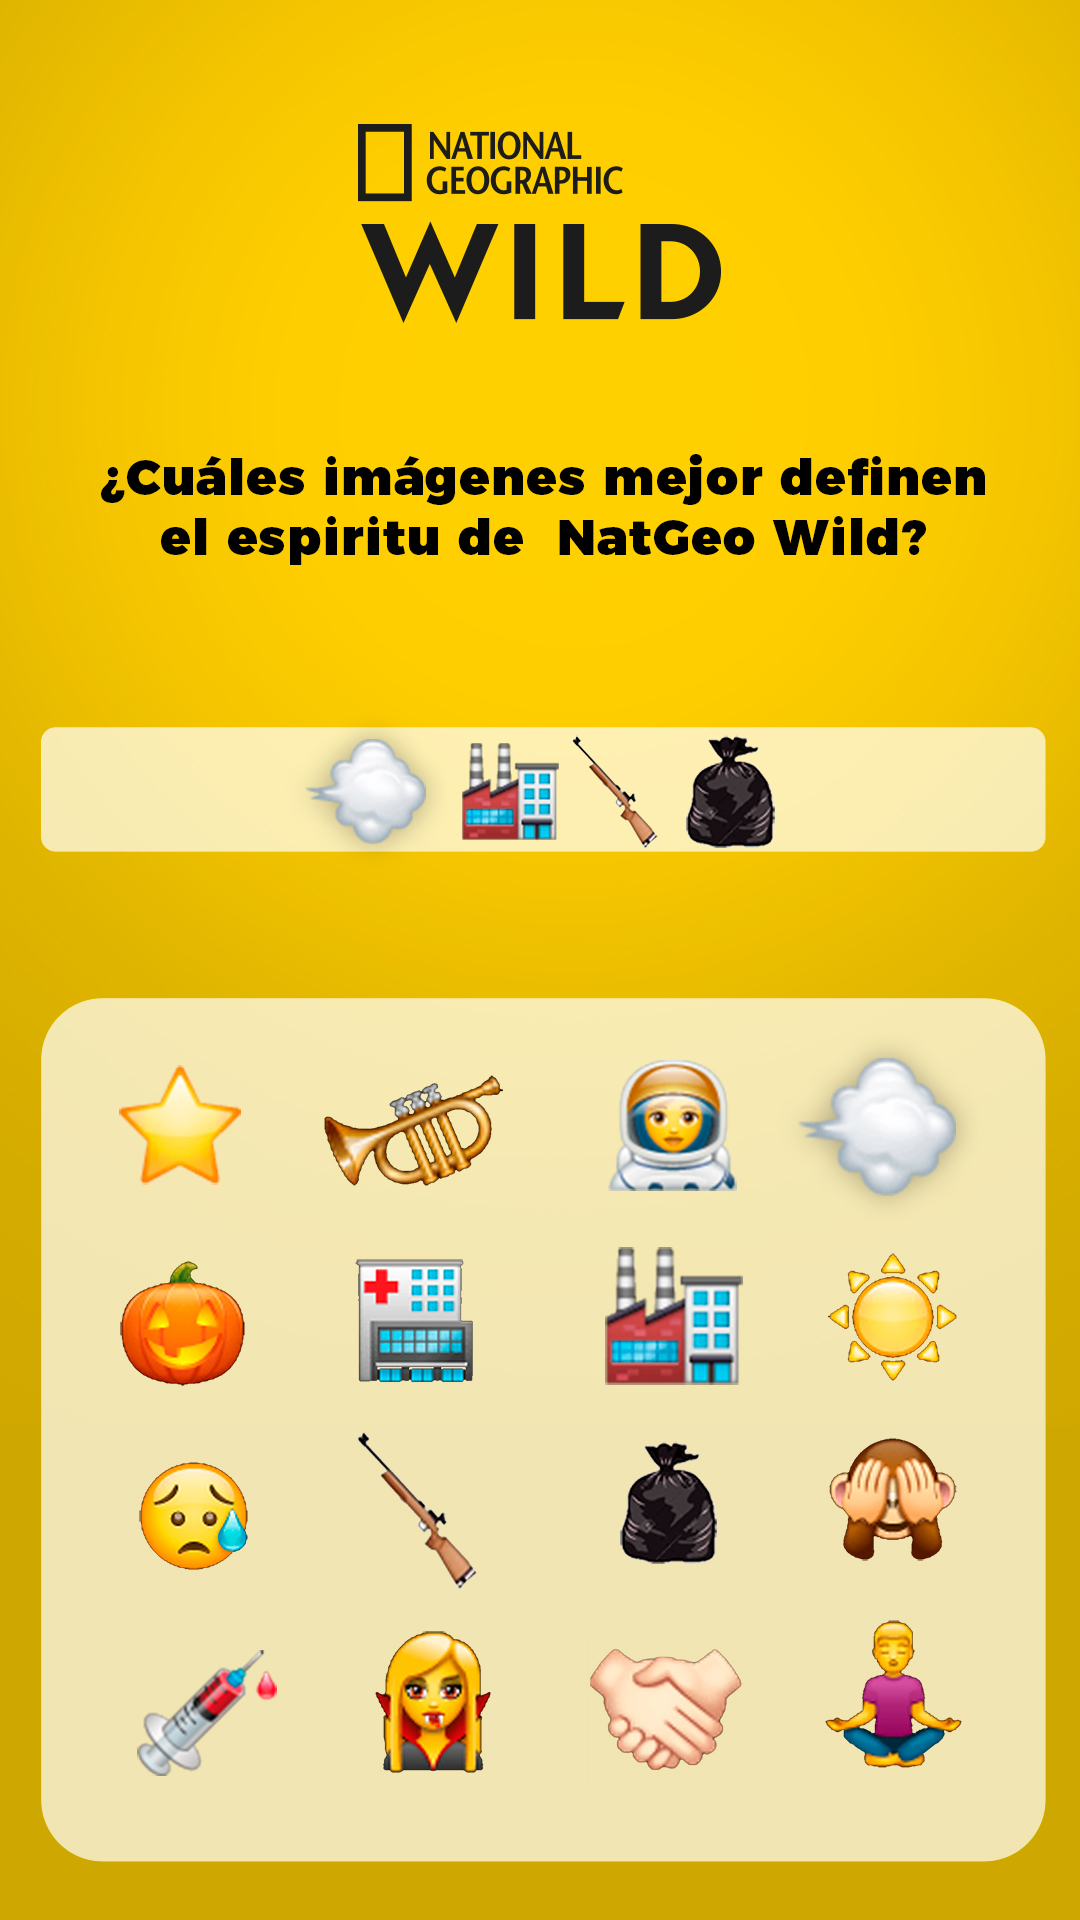 NATIONAL
GEOGRAPHIC
WILD
¿Cuáles imágenes mejor definen
el espiritu de  NatGeo Wild?